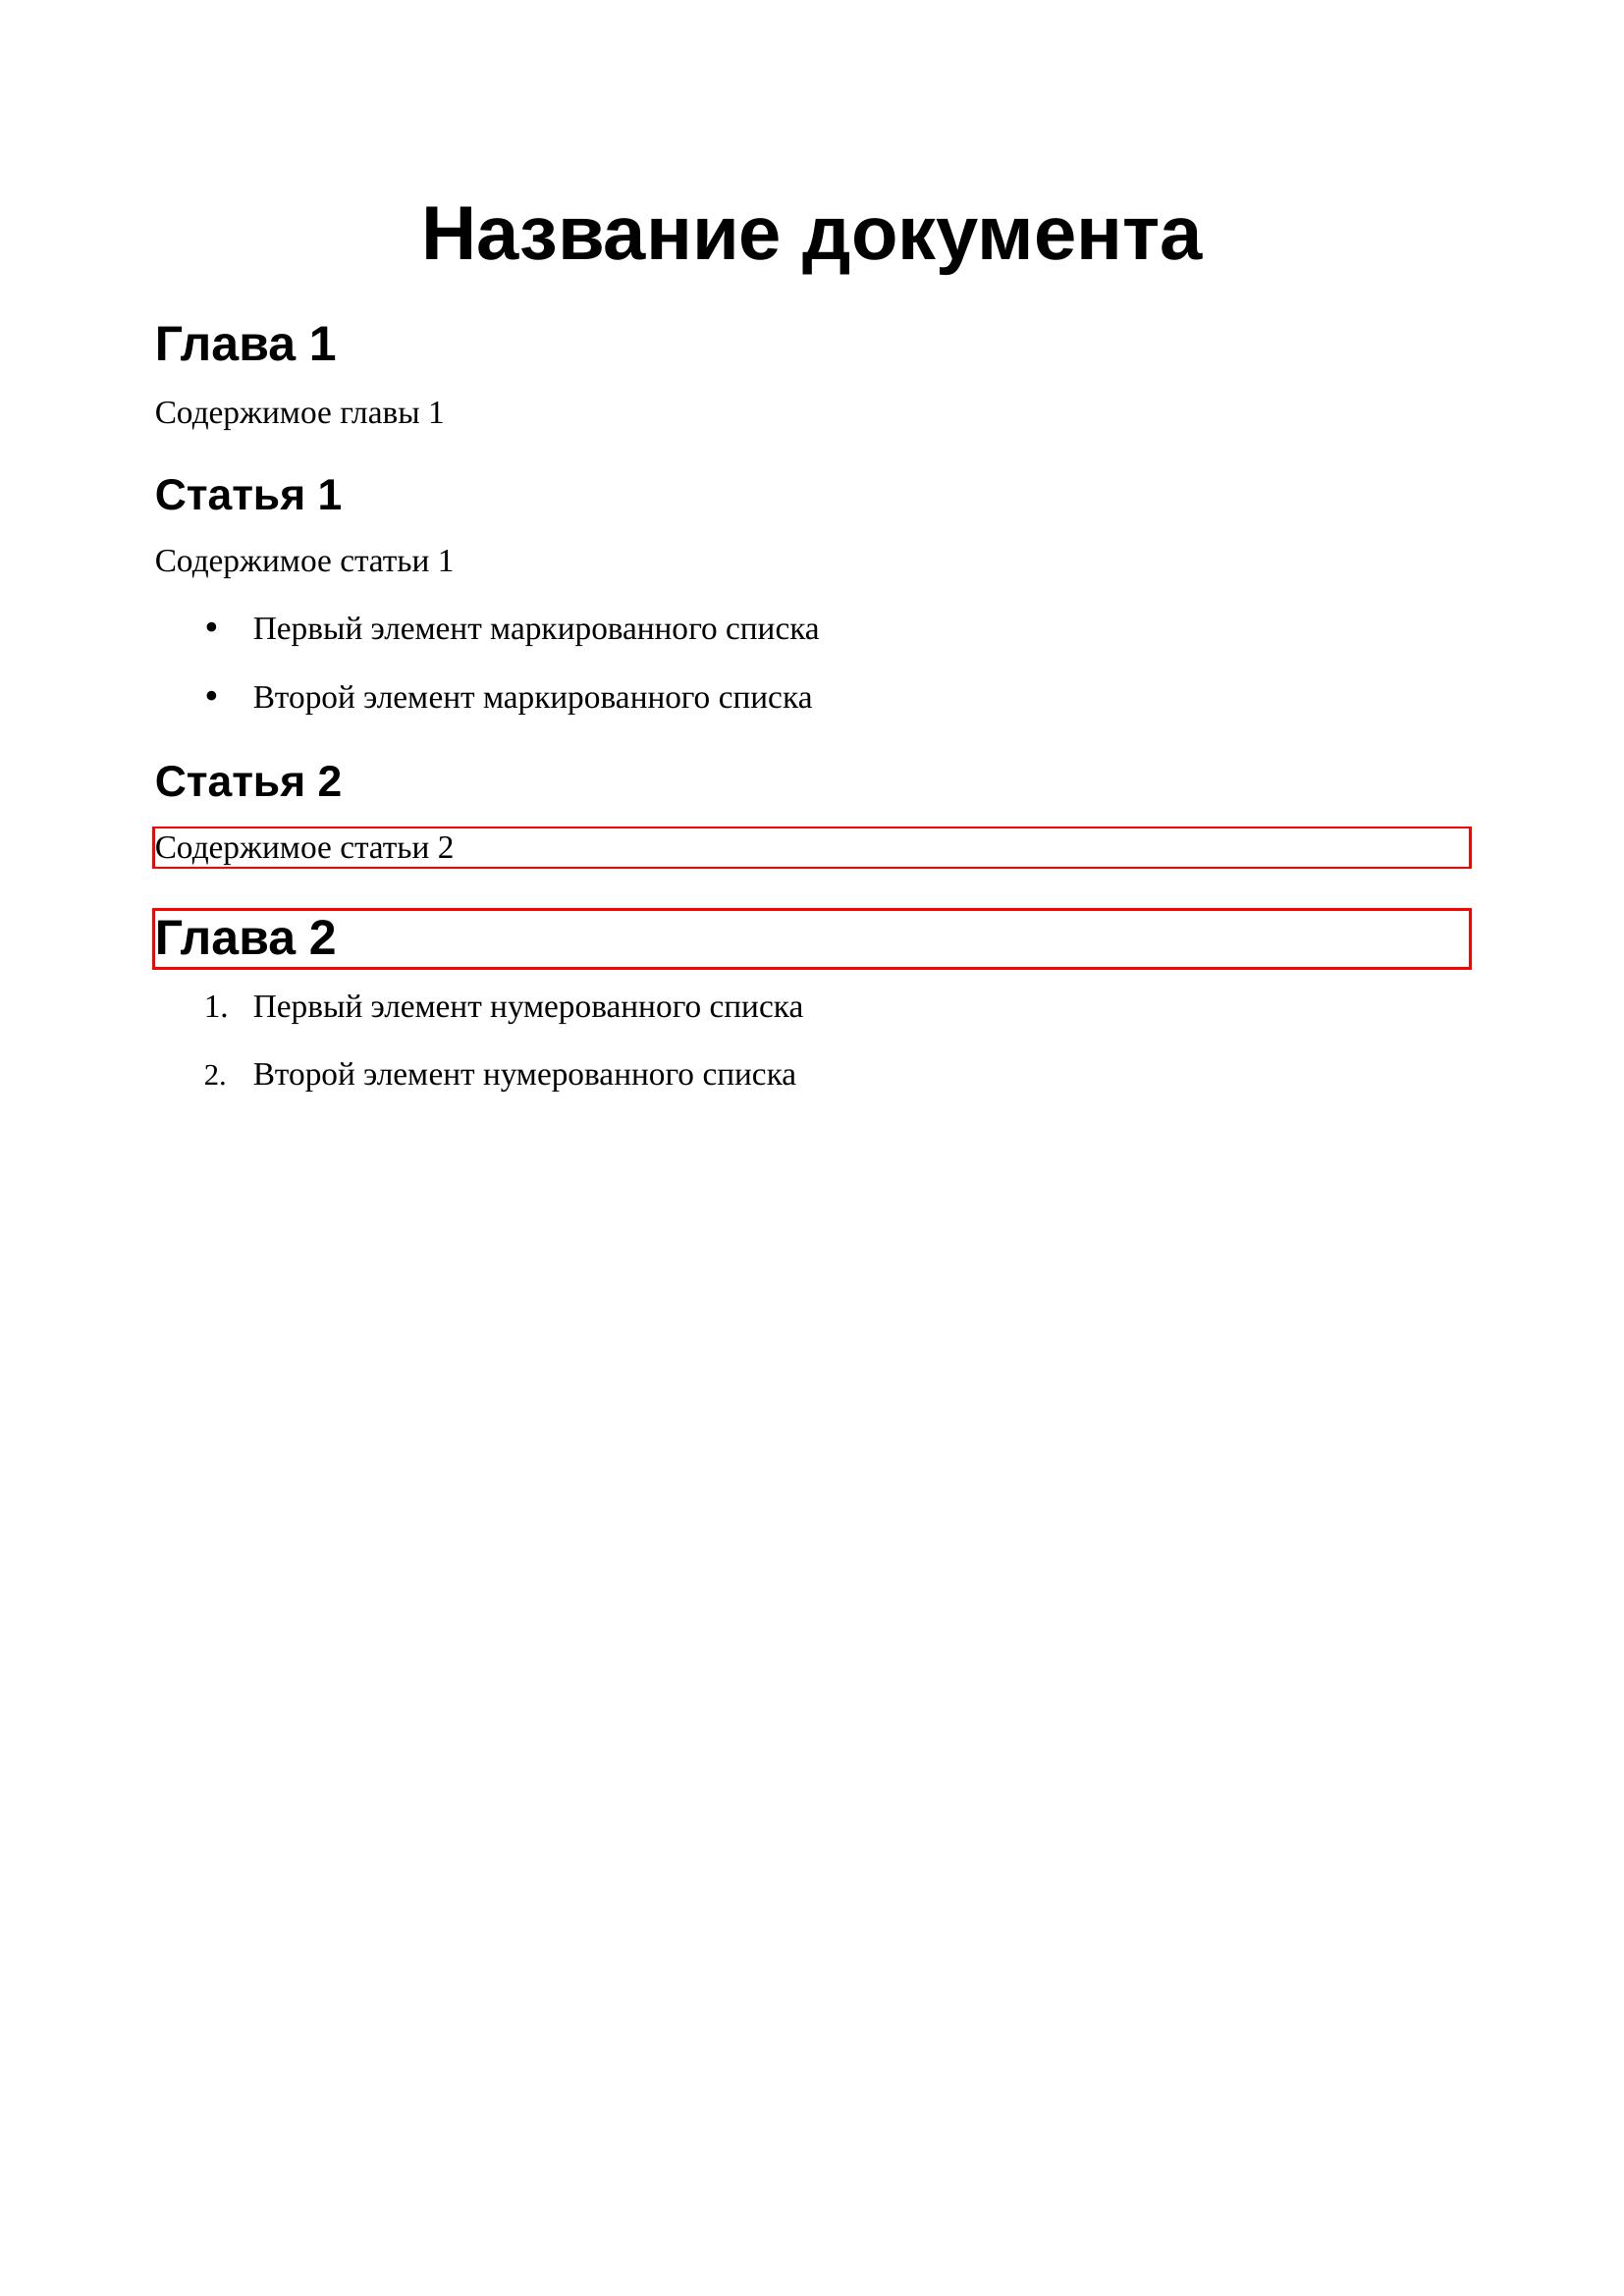 Название документа
Глава 1
Содержимое главы 1
Статья 1
Содержимое статьи 1
• Первый элемент маркированного списка
• Второй элемент маркированного списка
Статья 2
Содержимое статьи 2
Глава 2
1. Первый элемент нумерованного списка
2. Второй элемент нумерованного списка